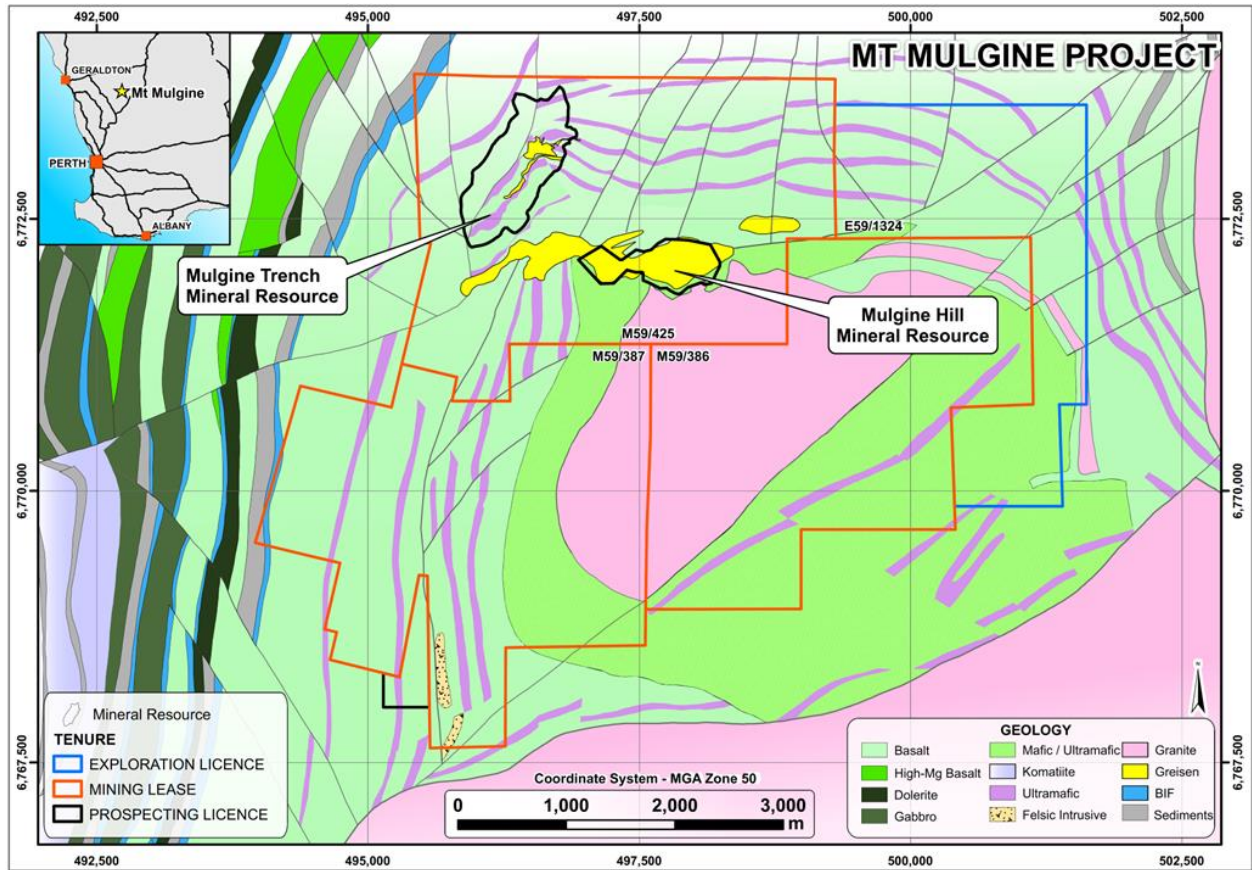 492,500
495,000
497,500
500,000
502,500
MT MULGINE PROJECT
GERALDTON
Mt Mulgine
PERTH
ALBANY
6,772,500
6,772,500
E59/1324
Mulgine Trench
Mineral Resource
Mulgine Hill
Mineral Resource
M59/425
M59/387
M59/386
6,770,000
6,770,000
Mineral Resource
TENURE
EXPLORATION LICENCE
MINING LEASE
PROSPECTING LICENCE
Coordinate System - MGA Zone 50
0
1,000
2,000
3,000
m
N
GEOLOGY
Basalt
Mafic / Ultramafic
Granite
High-Mg Basalt
Komatiite
Greisen
Dolerite
Ultramafic
BIF
Gabbro
Felsic Intrusive
Sediments
6,767,500
6,767,500
492,500
495,000
497,500
500,000
502,500